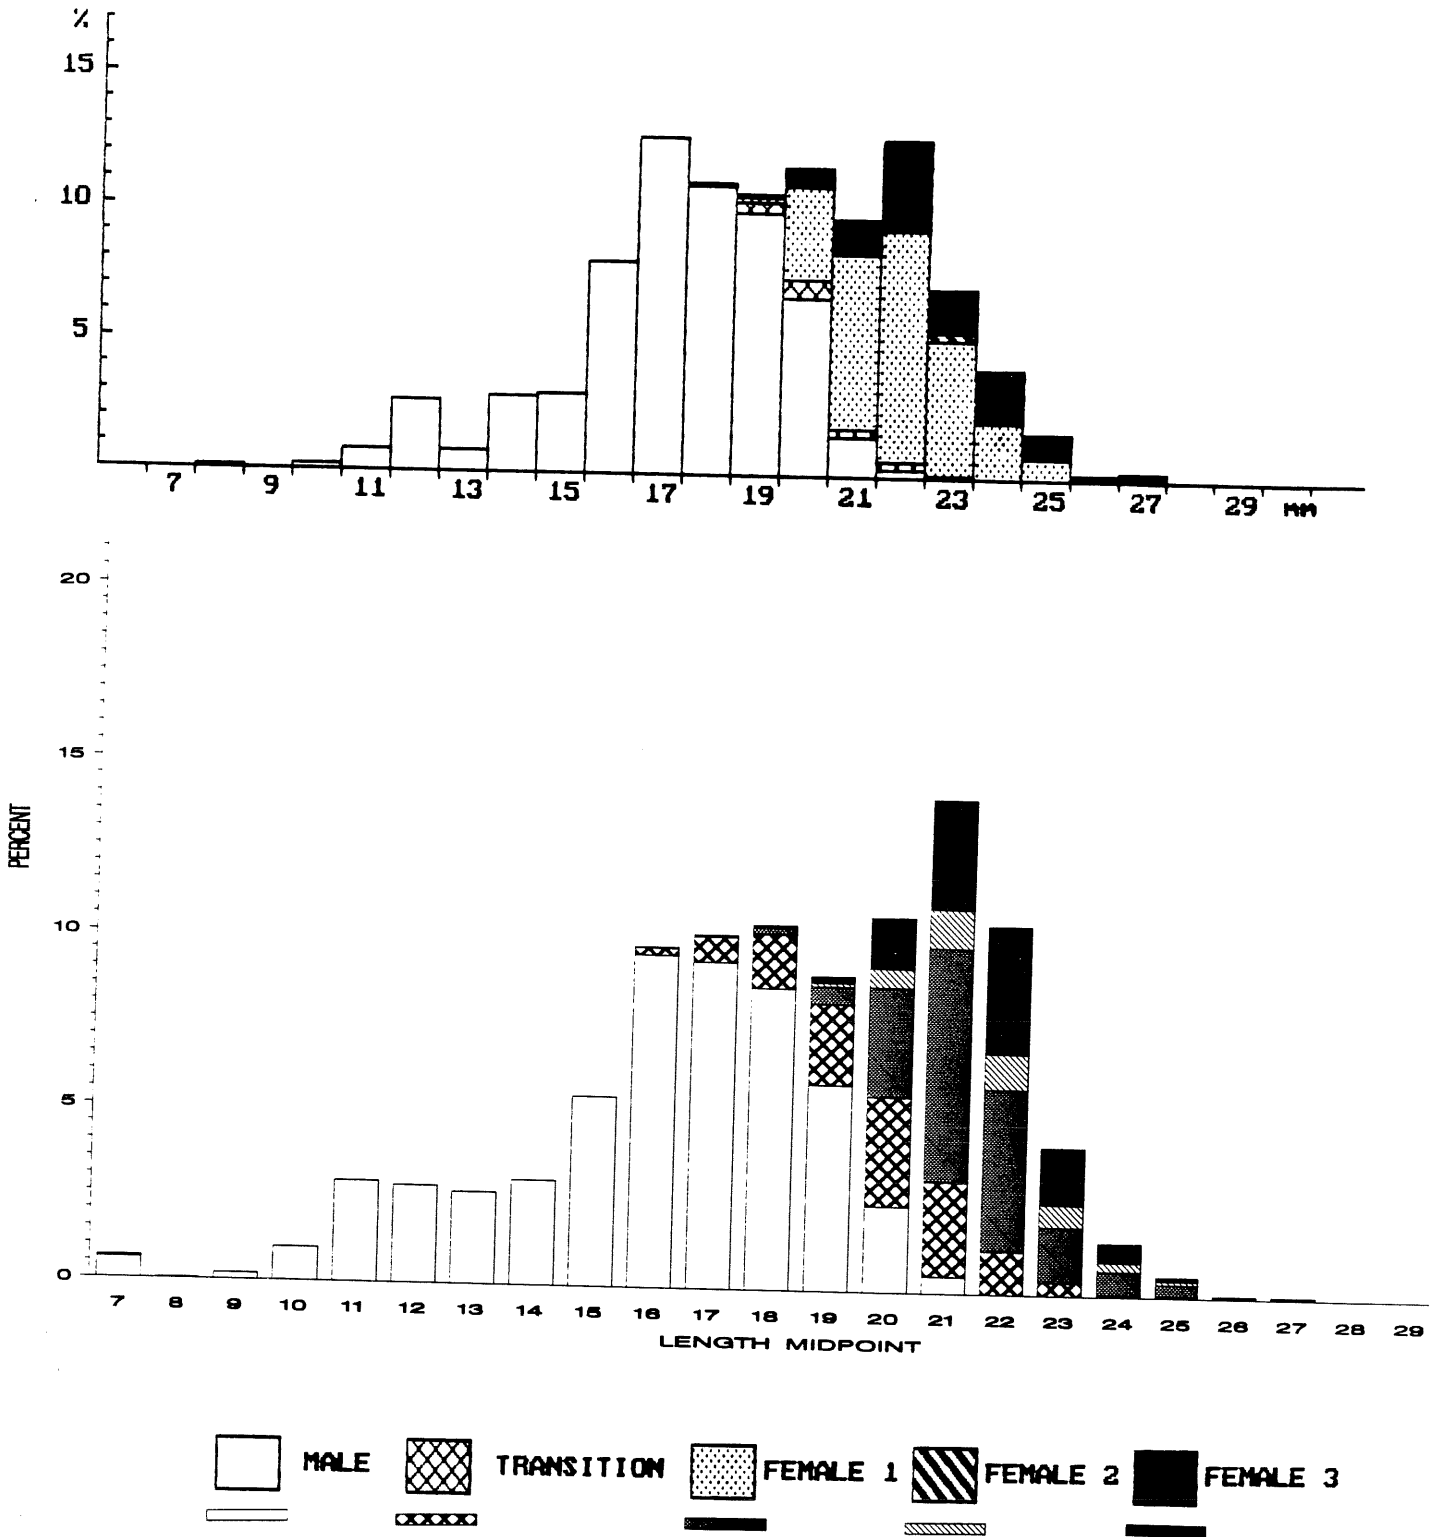 %
15
10
5
7 9 11 13 15 17 19 21 23 25 27 29 MM
20
15
10
5
0
PERCENT
7 8 9 10 11 12 13 14 15 16 17 18 19 20 21 22 23 24 25 26 27 28 29
LENGTH MIDPOINT
MALE TRANSITION FEMALE 1 FEMALE 2 FEMALE 3